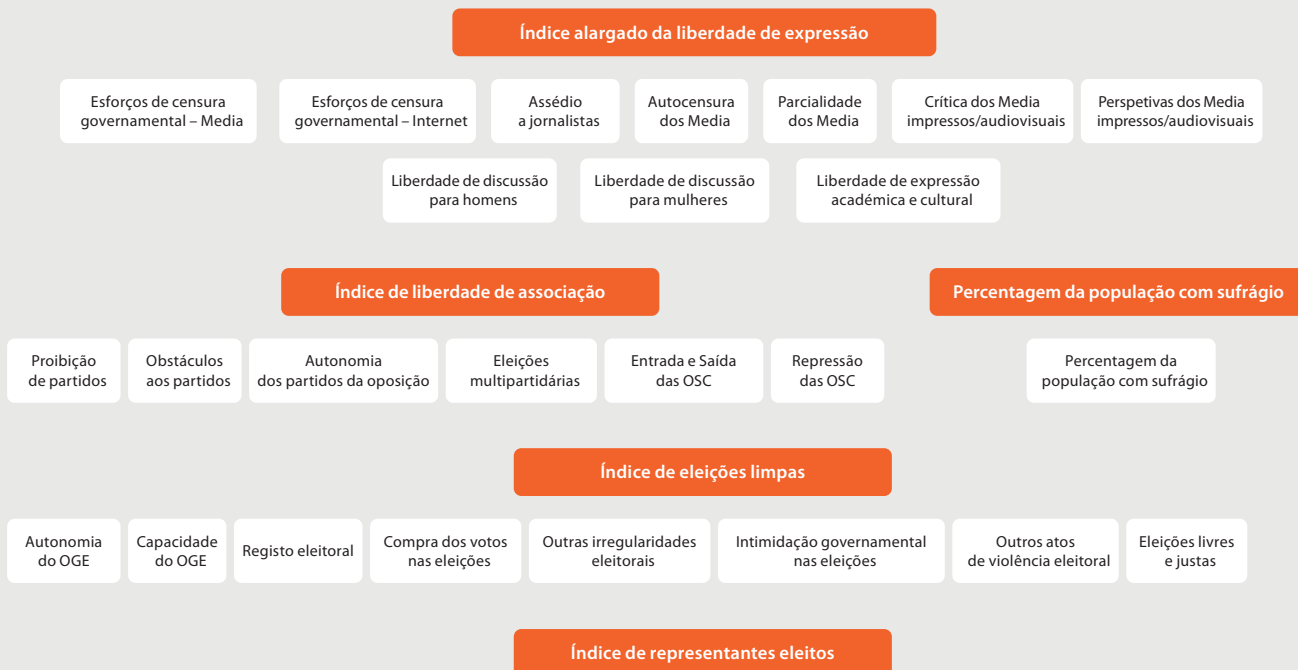 Índice alargado da liberdade de expressão
Esforços de censura
governamental – Media
Esforços de censura
governamental – Internet
Assédio
a jornalistas
Autocensura
dos Media
Parcialidade
dos Media
Crítica dos Media
impressos/audiovisuais
Perspetivas dos Media
impressos/audiovisuais
Liberdade de discussão
para homens
Liberdade de discussão
para mulheres
Liberdade de expressão
académica e cultural
Índice de liberdade de associação
Percentagem da população com sufrágio
Proibição
de partidos
Obstáculos
aos partidos
Autonomia
dos partidos da oposição
Eleições
multipartidárias
Entrada e Saída
das OSC
Repressão
das OSC
Percentagem da
população com sufrágio
Índice de eleições limpas
Autonomia
do OGE
Capacidade
do OGE
Registo eleitoral
Compra dos votos
nas eleições
Outras irregularidades
eleitorais
Intimidação governamental
nas eleições
Outros atos
de violência eleitoral
Eleições livres
e justas
Índice de representantes eleitos